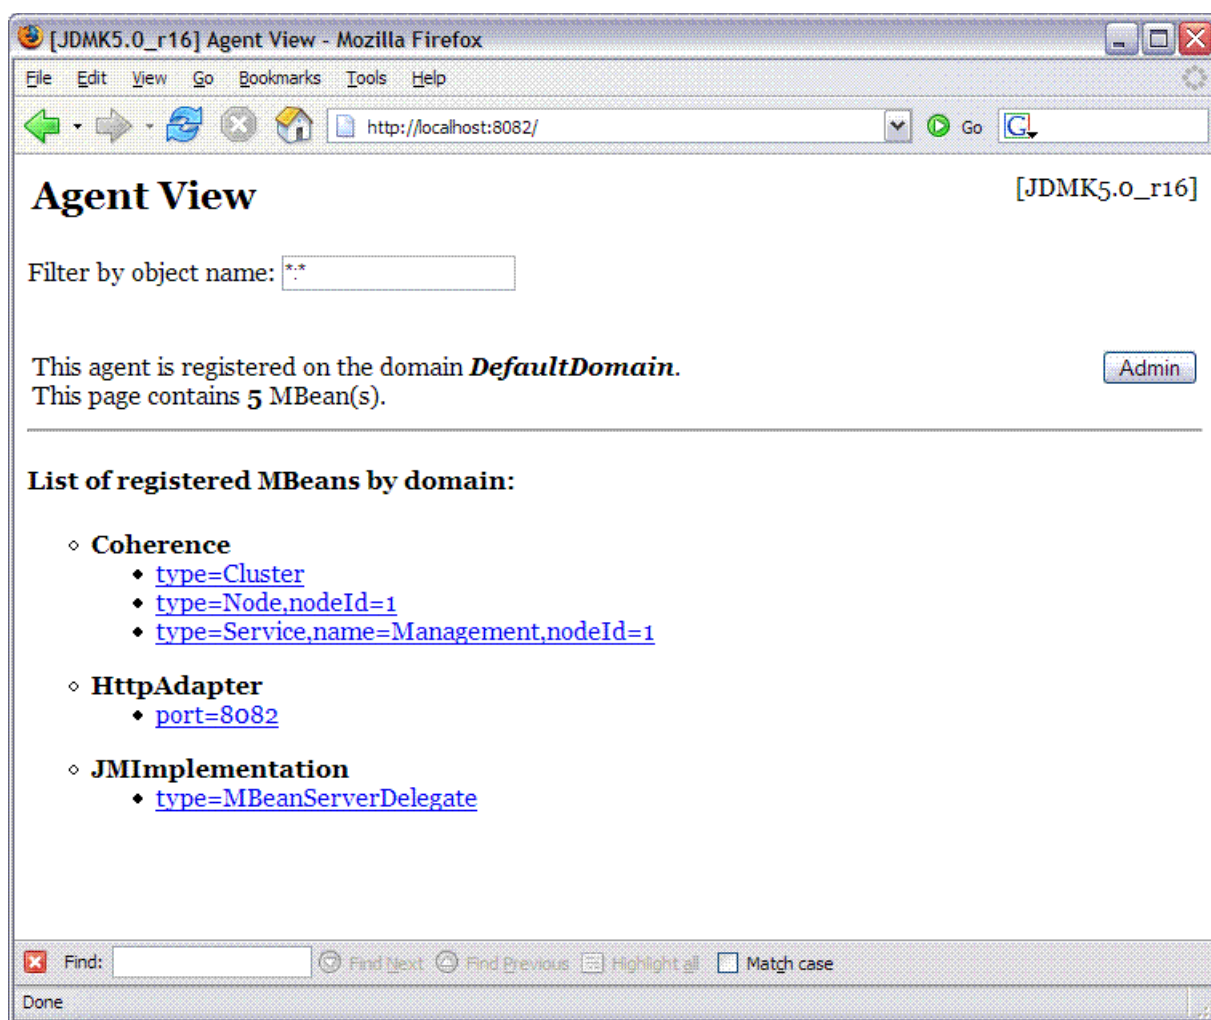 [JDMK5.0_r16] Agent View - Mozilla Firefox
File Edit View Go Bookmarks Tools Help
http://localhost:8082/ Go G
Agent View [JDMK5.0_r16]
Filter by object name: *:*
This agent is registered on the domain DefaultDomain. Admin
This page contains 5 MBean(s).
List of registered MBeans by domain:
Coherence
type=Cluster
type=Node,nodeId=1
type=Service,name=Management,nodeId=1
HttpAdapter
port=8082
JMImplementation
type=MBeanServerDelegate
Find: Find Next Find Previous Highlight all Match case
Done